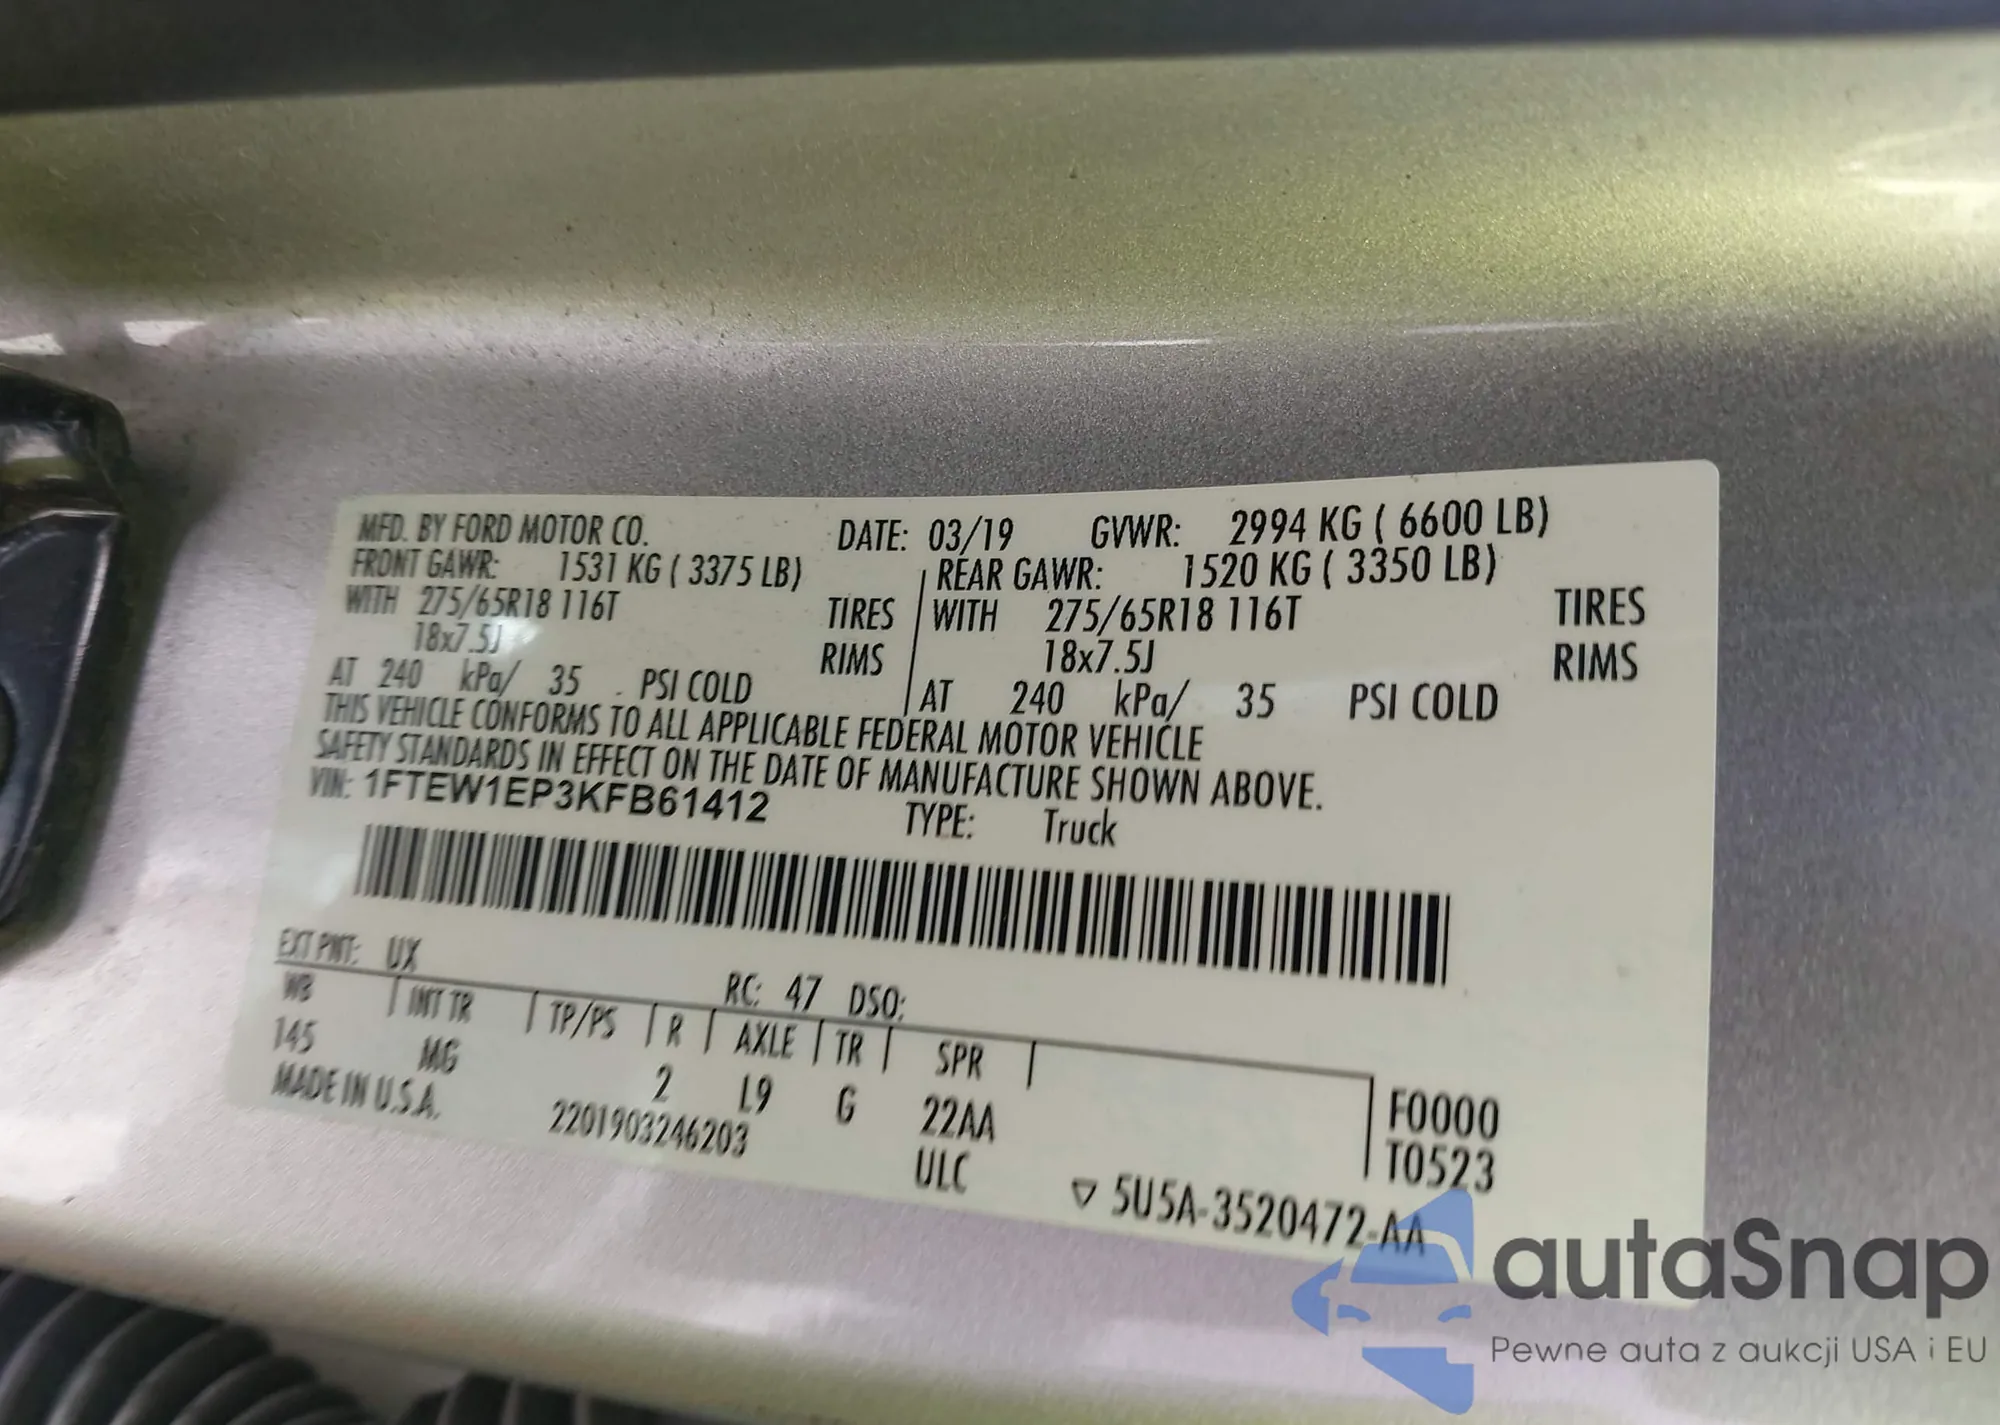 MFD. BY FORD MOTOR CO. DATE: 03/19 GVWR: 2994 KG ( 6600 LB)
FRONT GAWR: 1531 KG ( 3375 LB) REAR GAWR: 1520 KG ( 3350 LB)
WITH 275/65R18 116T TIRES WITH 275/65R18 116T TIRES
18x7.5J RIMS 18x7.5J RIMS
AT 240 kPa/ 35 PSI COLD AT 240 kPa/ 35 PSI COLD
THIS VEHICLE CONFORMS TO ALL APPLICABLE FEDERAL MOTOR VEHICLE
SAFETY STANDARDS IN EFFECT ON THE DATE OF MANUFACTURE SHOWN ABOVE.
VIN: 1FTEW1EP3KFB61412 TYPE: Truck
EXT PNT: UX RC: 47 DSO:
WB INT TR TP/PS R AXLE TR SPR
145 MG 2 L9 G 22AA F0000
MADE IN U.S.A. 2201903246203 ULC T0523
▽ 5U5A-3520472-AA
autaSnap
Pewne auta z aukcji USA i EU